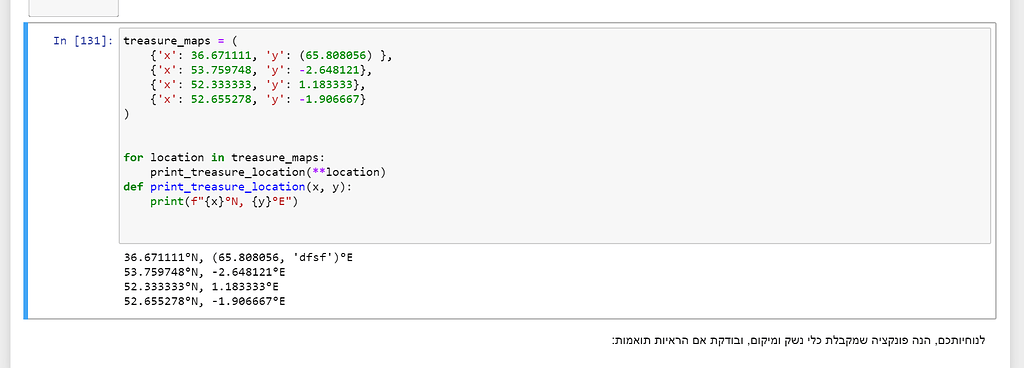 In [131]:
treasure_maps = (
    {'x': 36.671111, 'y': (65.808056) },
    {'x': 53.759748, 'y': -2.648121},
    {'x': 52.333333, 'y': 1.183333},
    {'x': 52.655278, 'y': -1.906667}
)
for location in treasure_maps:
    print_treasure_location(**location)
def print_treasure_location(x, y):
    print(f"{x}°N, {y}°E")
36.671111°N, (65.808056, 'dfsf')°E
53.759748°N, -2.648121°E
52.333333°N, 1.183333°E
52.655278°N, -1.906667°E
לנוחיותכם, הנה פונקציה שמקבלת כלי נשק ומיקום, ובודקת אם הראיות תואמות: